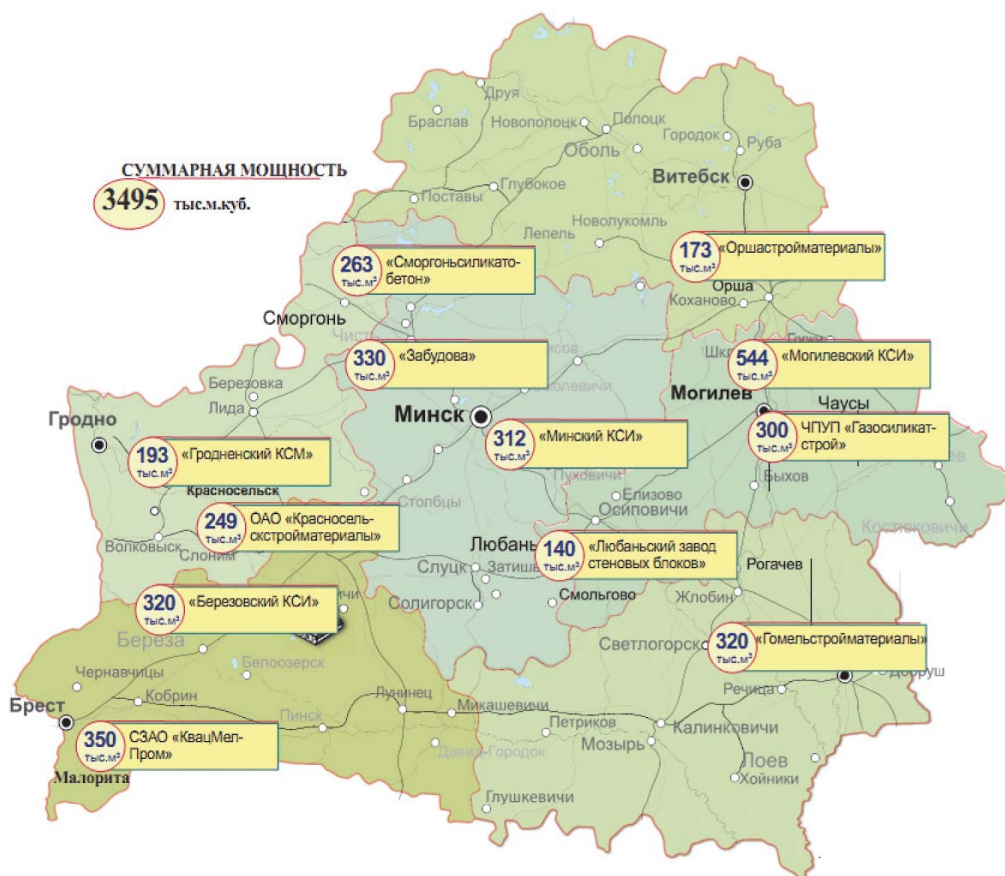 Друя
Браслав
Новополоцк
Полоцк
Городок
Руба
Оболь
СУММАРНАЯ МОЩНОСТЬ
3495
тыс.м.куб.
Поставы
Глубокое
Витебск
Новолукомль
Лепель
263
тыс.м³
«Сморгоньсиликато-
бетон»
173
тыс.м³
«Оршастройматериалы»
Орша
Коханово
Сморгонь
Чисть
330
тыс.м³
«Забудова»
544
тыс.м³
«Могилевский КСИ»
Березовка
Лида
Гродно
Минск
Могилев
Чаусы
312
тыс.м³
«Минский КСИ»
300
тыс.м³
ЧПУП «Газосиликат-
строй»
193
тыс.м³
«Гродненский КСМ»
Красносельск
Столбцы
Пуховичи
Быхов
Елизово
Осиповичи
Костюковичи
249
тыс.м³
ОАО «Красносель-
скстройматериалы»
Волковыск
Слоним
Любань
140
тыс.м³
«Любаньский завод
стеновых блоков»
Слуцк
Рогачев
Смольгово
Жлобин
Солигорск
320
тыс.м³
«Березовский КСИ»
Береза
Белоозерск
Светлогорск
320
тыс.м³
«Гомельстройматериалы»
Добруш
Чернавчицы
Кобрин
Речица
Брест
Пинск
Лунинец
Микашевичи
Петриков
Калинковичи
350
тыс.м³
СЗАО «КвацМел-
Пром»
Малорита
Давид-Городок
Мозырь
Лоев
Хойники
Глушкевичи